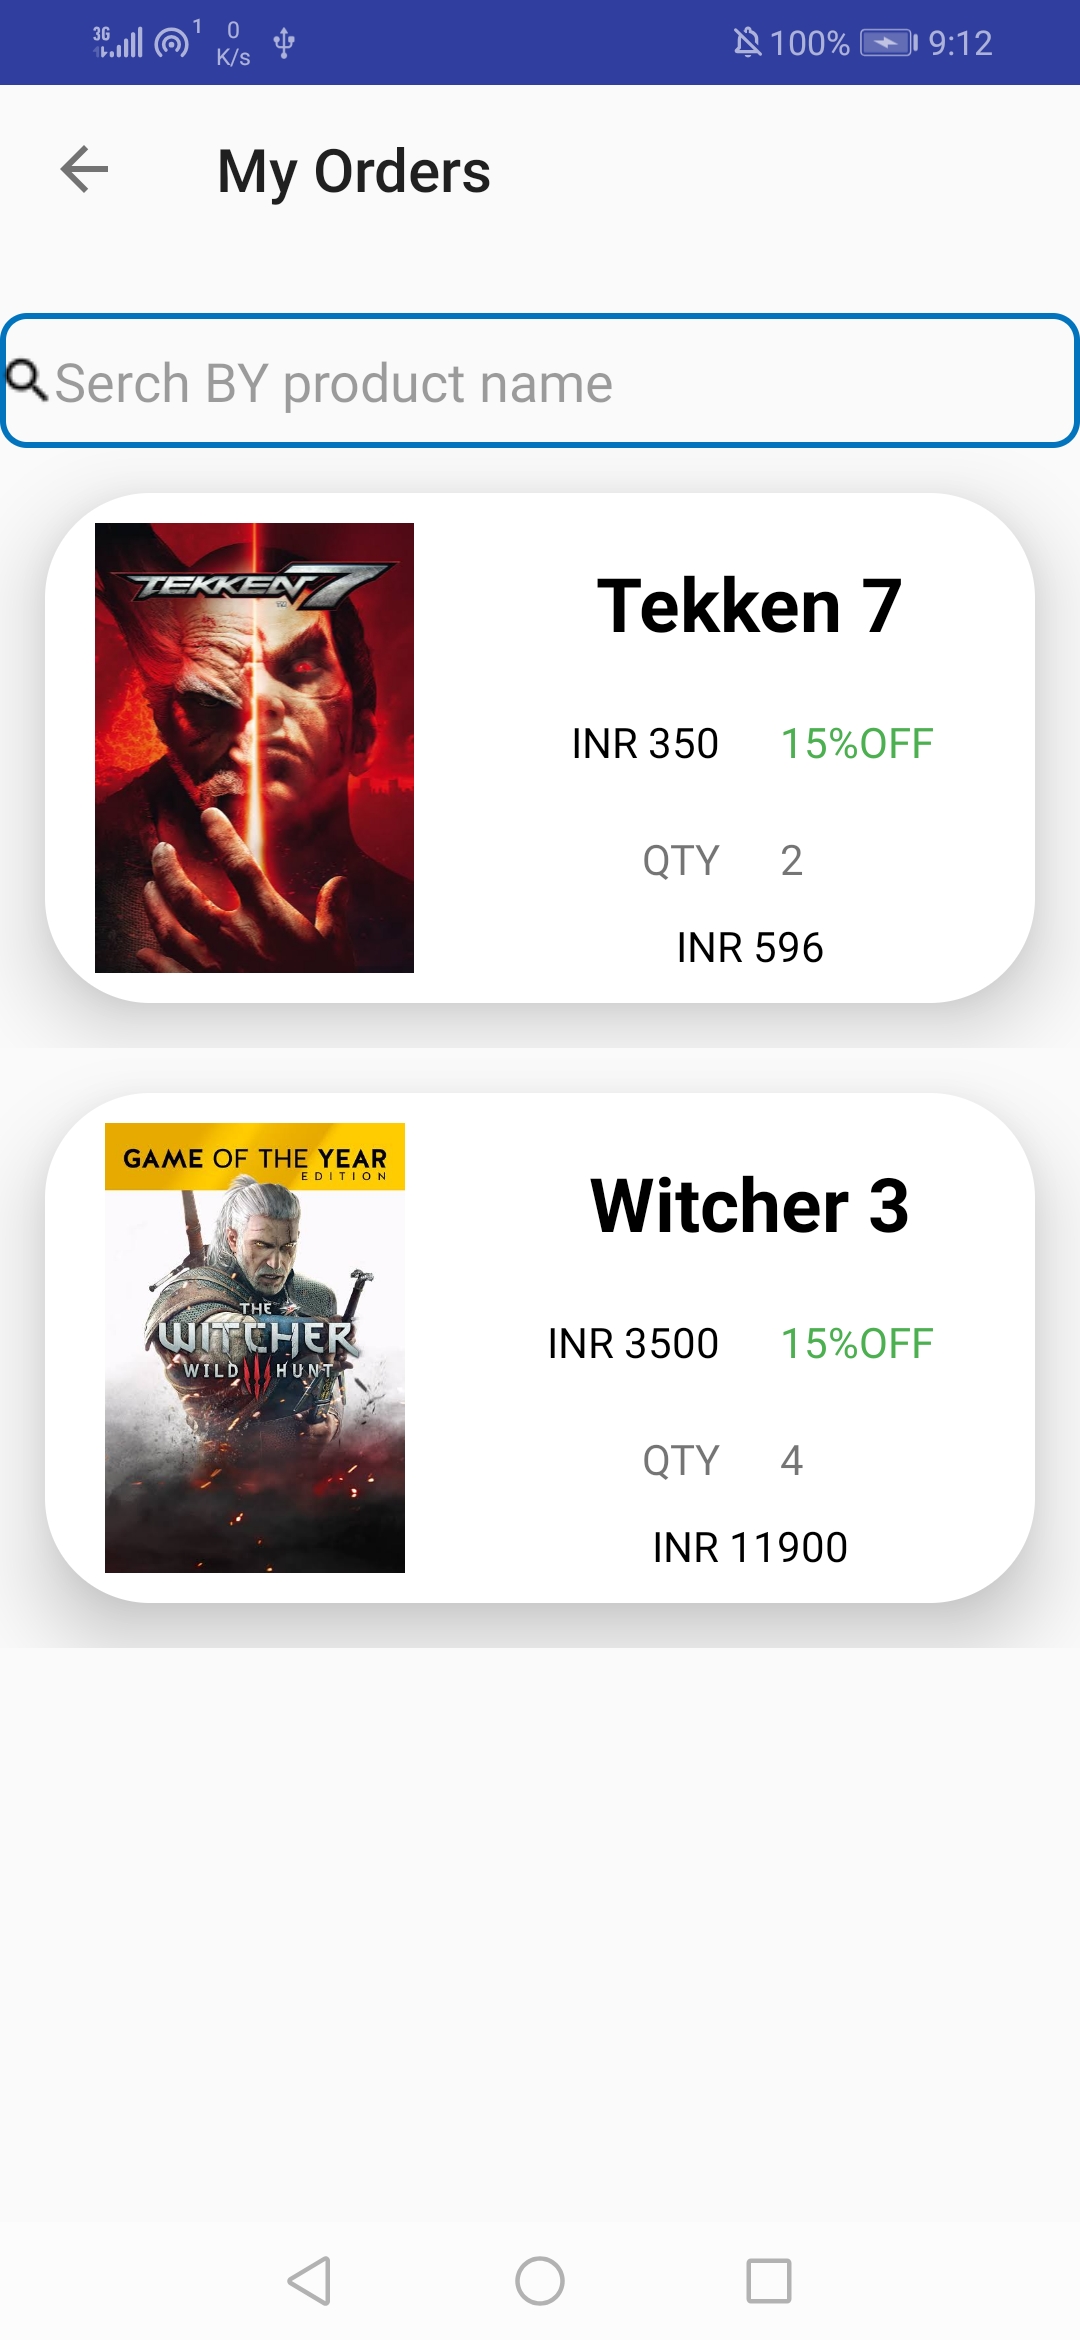 3G 1 0 K/s 100% 9:12
My Orders
Serch BY product name
TEKKEN 7
Tekken 7
INR 350 15%OFF
QTY 2
INR 596
GAME OF THE YEAR
EDITION
THE
WITCHER
WILD III HUNT
Witcher 3
INR 3500 15%OFF
QTY 4
INR 11900